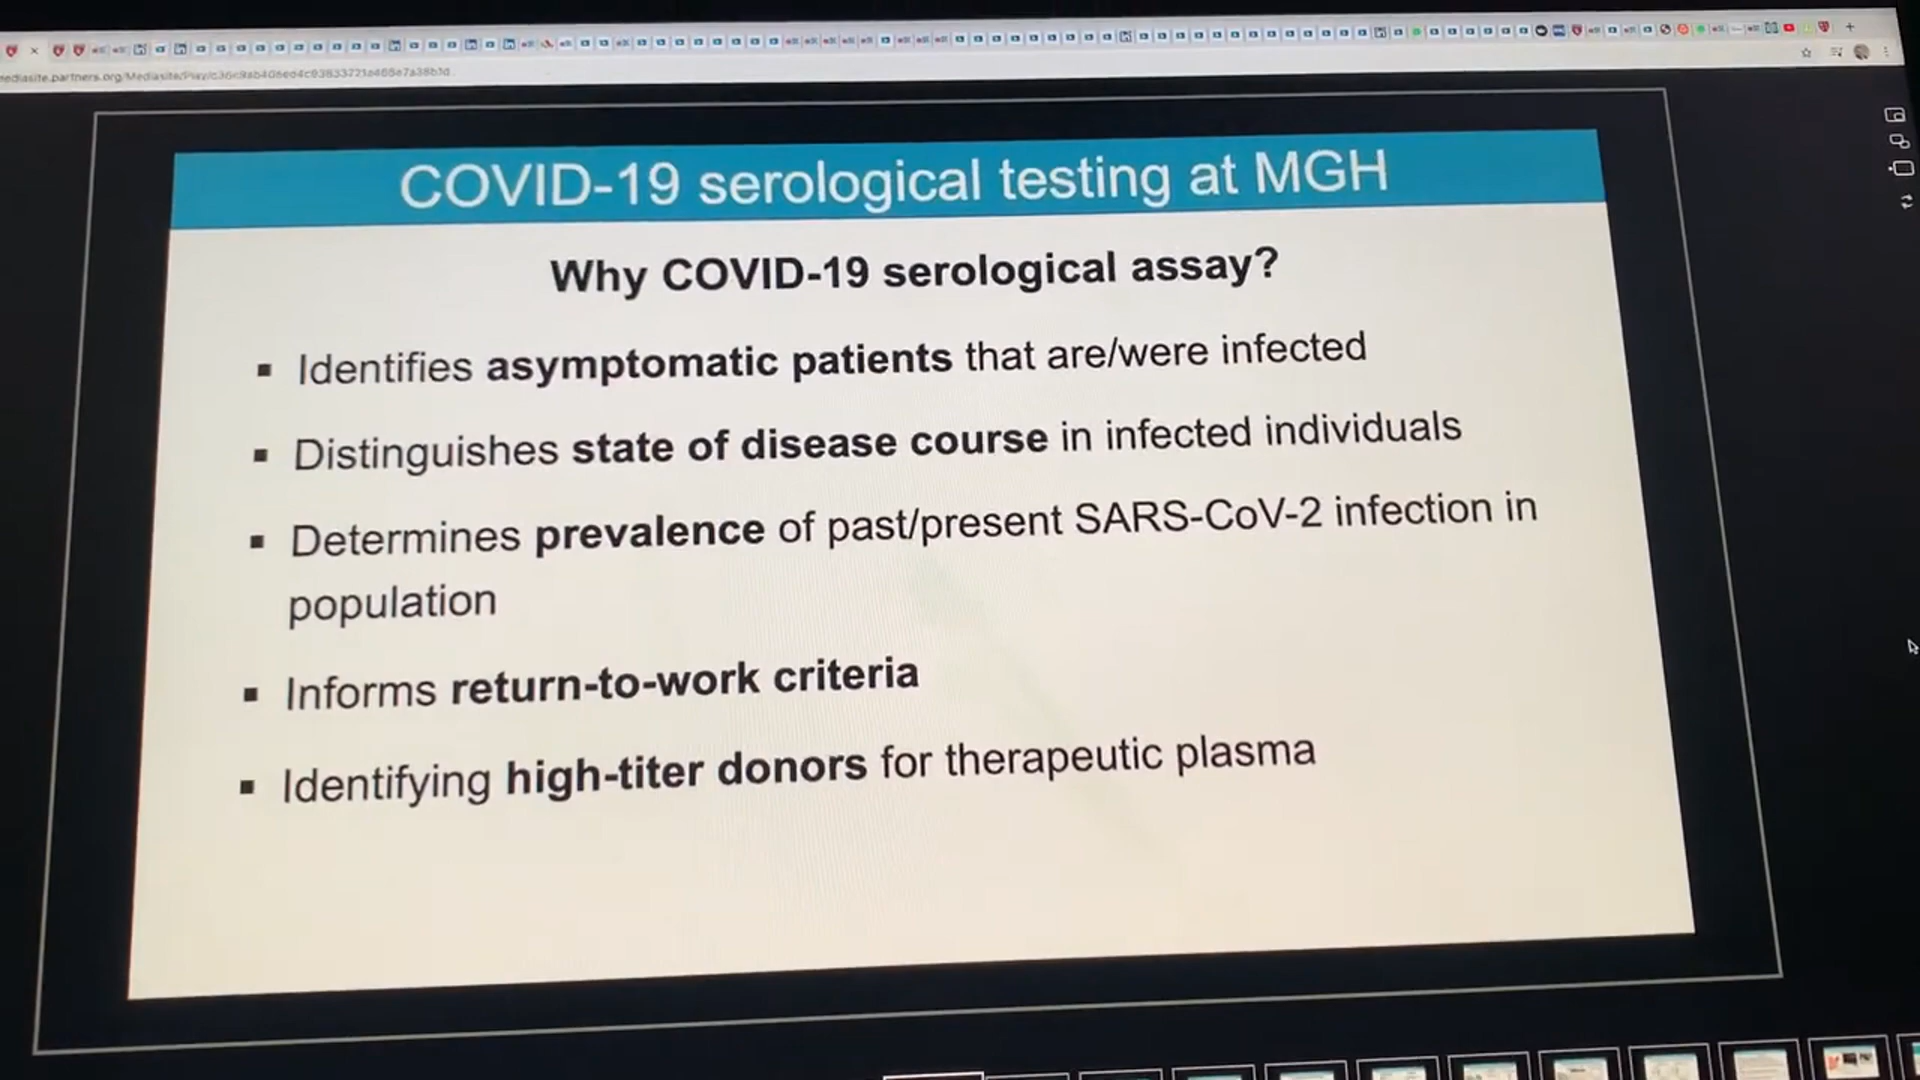 COVID-19 serological testing at MGH
Why COVID-19 serological assay?
▪ Identifies asymptomatic patients that are/were infected
▪ Distinguishes state of disease course in infected individuals
▪ Determines prevalence of past/present SARS-CoV-2 infection in
population
▪ Informs return-to-work criteria
▪ Identifying high-titer donors for therapeutic plasma